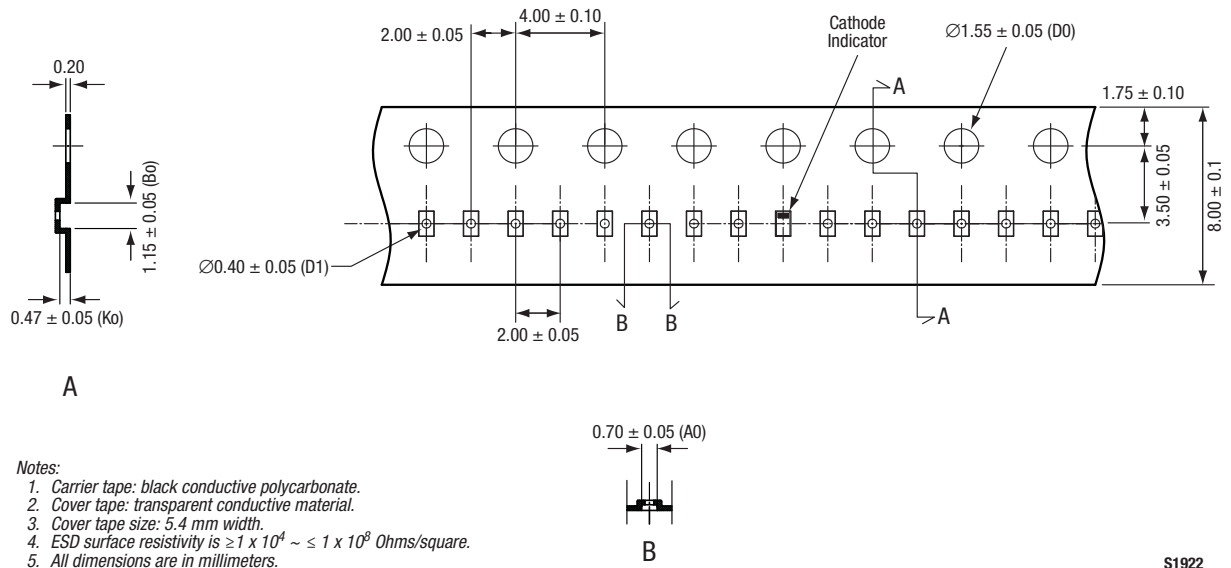 4.00 ± 0.10
2.00 ± 0.05
Cathode
Indicator
∅1.55 ± 0.05 (D0)
0.20
A
1.75 ± 0.10
1.15 ± 0.05 (Bo)
3.50 ± 0.05
8.00 ± 0.1
∅0.40 ± 0.05 (D1)
0.47 ± 0.05 (Ko)
B
B
A
2.00 ± 0.05
A
0.70 ± 0.05 (A0)
B
Notes:
1. Carrier tape: black conductive polycarbonate.
2. Cover tape: transparent conductive material.
3. Cover tape size: 5.4 mm width.
4. ESD surface resistivity is ≥1 x 10⁴ ~ ≤ 1 x 10⁸ Ohms/square.
5. All dimensions are in millimeters.
S1922